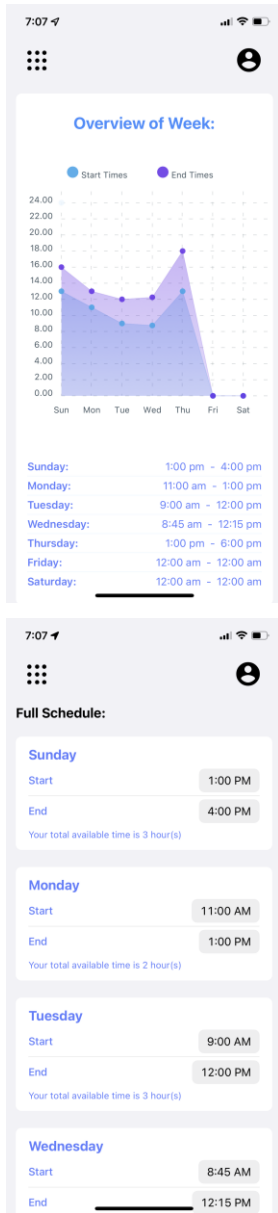 7:07
Overview of Week:
Start Times End Times
24.00
22.00
20.00
18.00
16.00
14.00
12.00
10.00
8.00
6.00
4.00
2.00
0.00
Sun Mon Tue Wed Thu Fri Sat
Sunday: 1:00 pm - 4:00 pm
Monday: 11:00 am - 1:00 pm
Tuesday: 9:00 am - 12:00 pm
Wednesday: 8:45 am - 12:15 pm
Thursday: 1:00 pm - 6:00 pm
Friday: 12:00 am - 12:00 am
Saturday: 12:00 am - 12:00 am
7:07
Full Schedule:
Sunday
Start 1:00 PM
End 4:00 PM
Your total available time is 3 hour(s)
Monday
Start 11:00 AM
End 1:00 PM
Your total available time is 2 hour(s)
Tuesday
Start 9:00 AM
End 12:00 PM
Your total available time is 3 hour(s)
Wednesday
Start 8:45 AM
End 12:15 PM